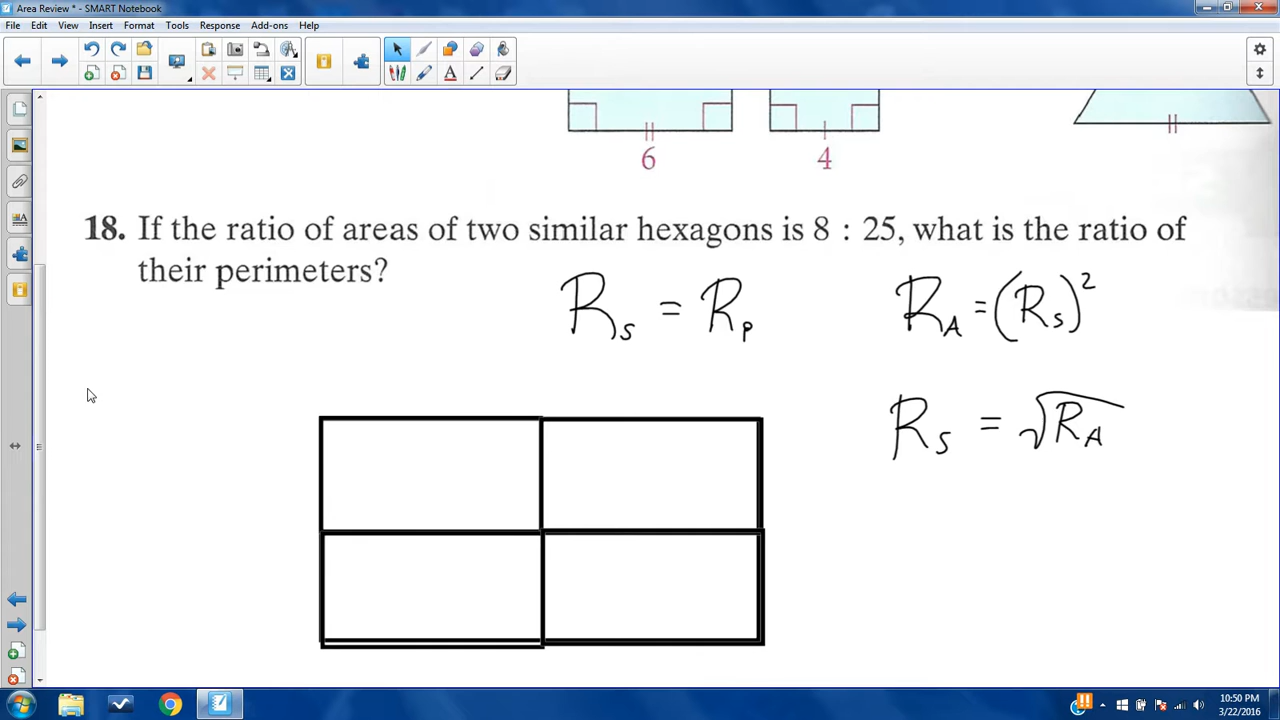 Area Review * - SMART Notebook
File Edit View Insert Format Tools Response Add-ons Help
6 4
18. If the ratio of areas of two similar hexagons is 8 : 25, what is the ratio of
their perimeters?
R_S = R_P R_A = (R_S)²
R_S = √R_A
10:50 PM
3/22/2016